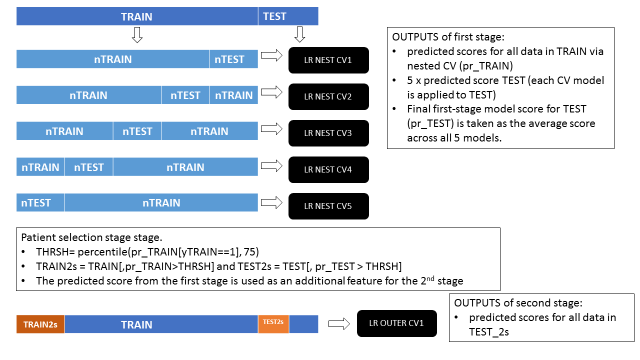 TRAIN TEST
OUTPUTS of first stage:
• predicted scores for all data in TRAIN via
nested CV (pr_TRAIN)
• 5 x predicted score TEST (each CV model
is applied to TEST)
• Final first-stage model score for TEST
(pr_TEST) is taken as the average score
across all 5 models.
nTRAIN nTEST LR NEST CV1
nTRAIN nTEST nTRAIN LR NEST CV2
nTRAIN nTEST nTRAIN LR NEST CV3
nTRAIN nTEST nTRAIN LR NEST CV4
nTEST nTRAIN LR NEST CV5
Patient selection stage stage.
• THRSH= percentile(pr_TRAIN[yTRAIN==1], 75)
• TRAIN2s = TRAIN[,pr_TRAIN>THRSH] and TEST2s = TEST[, pr_TEST > THRSH]
• The predicted score from the first stage is used as an additional feature for the 2nd stage
OUTPUTS of second stage:
• predicted scores for all data in
TEST_2s
TRAIN2s TRAIN TEST2s LR OUTER CV1